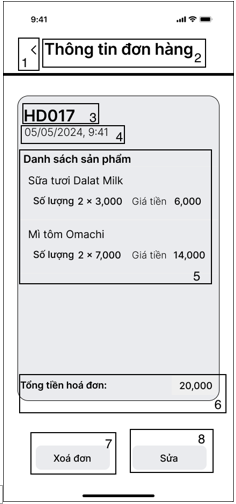 9:41
< Thông tin đơn hàng
1 2
HD017 3
05/05/2024, 9:41 4
Danh sách sản phẩm
Sữa tươi Dalat Milk
Số lượng 2 × 3,000 Giá tiền 6,000
Mì tôm Omachi
Số lượng 2 × 7,000 Giá tiền 14,000
5
Tổng tiền hoá đơn: 20,000
6
7 8
Xoá đơn Sửa